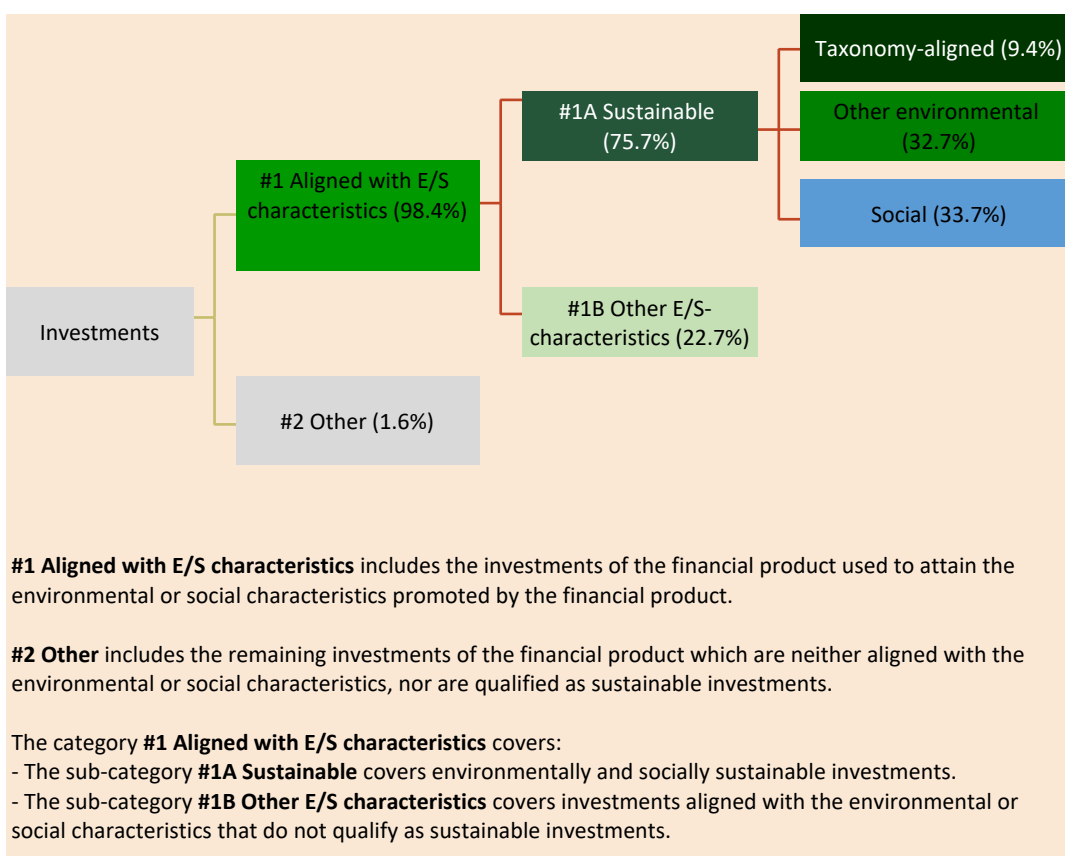 Taxonomy-aligned (9.4%)
#1A Sustainable
(75.7%)
Other environmental
(32.7%)
#1 Aligned with E/S
characteristics (98.4%)
Social (33.7%)
#1B Other E/S-
characteristics (22.7%)
Investments
#2 Other (1.6%)
#1 Aligned with E/S characteristics includes the investments of the financial product used to attain the
environmental or social characteristics promoted by the financial product.
#2 Other includes the remaining investments of the financial product which are neither aligned with the
environmental or social characteristics, nor are qualified as sustainable investments.
The category #1 Aligned with E/S characteristics covers:
- The sub-category #1A Sustainable covers environmentally and socially sustainable investments.
- The sub-category #1B Other E/S characteristics covers investments aligned with the environmental or
social characteristics that do not qualify as sustainable investments.